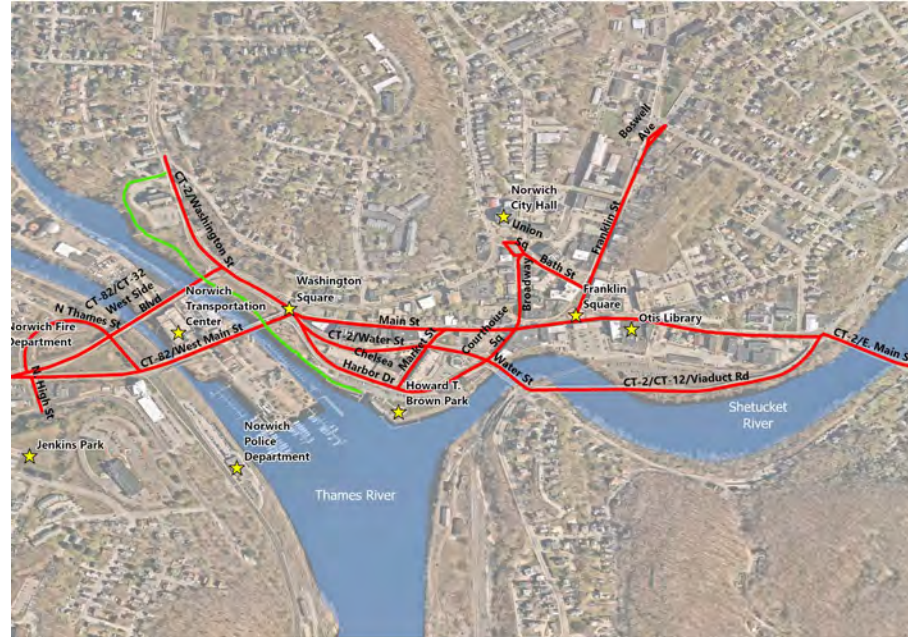 Boswell
Ave
CT-2/Washington St
Norwich
City Hall
Union
Sq
Bath St
Franklin St
Broadway
Franklin
Square
Washington
Square
CT-82/CT-32
West Side
Blvd
Norwich
Transportation
Center
N Thames St
Norwich Fire
Department
CT-82/West Main St
Main St
CT-2/Water St
Market St
Courthouse
Sq
Otis Library
CT-2/E. Main St
Chelsea
Harbor Dr
Water St
CT-2/CT-12/Viaduct Rd
Howard T.
Brown Park
N High St
Shetucket
River
Jenkins Park
Norwich
Police
Department
Thames River